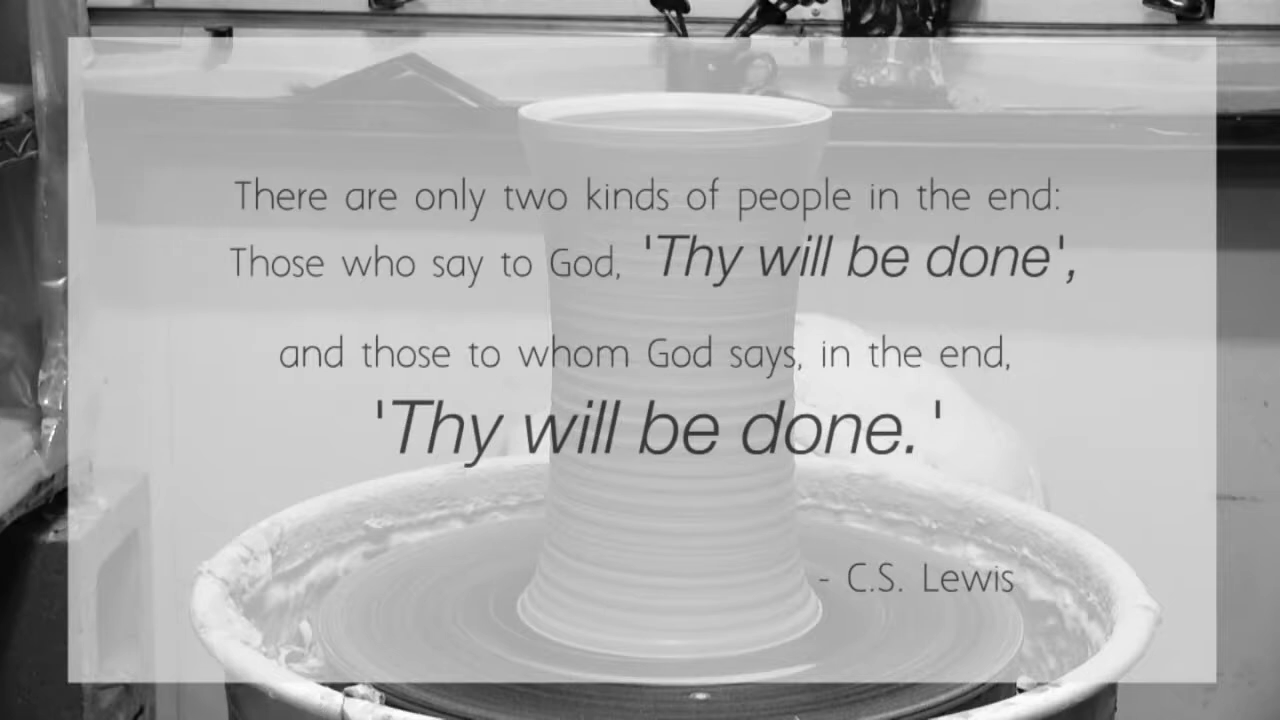 There are only two kinds of people in the end:
Those who say to God, 'Thy will be done',
and those to whom God says, in the end,
'Thy will be done.'
- C.S. Lewis